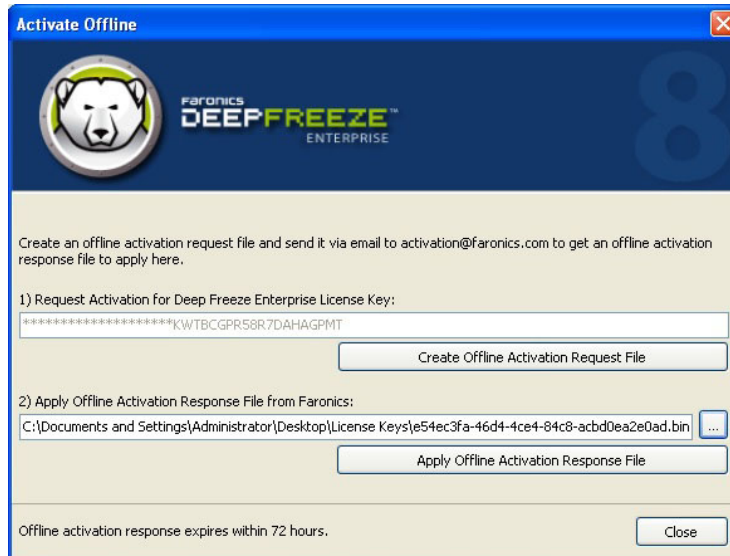 Activate Offline
FARONICS
DEEPFREEZE™
ENTERPRISE
8
Create an offline activation request file and send it via email to activation@faronics.com to get an offline activation
response file to apply here.
1) Request Activation for Deep Freeze Enterprise License Key:
********************KWTBCGPR58R7DAHAGPMT
Create Offline Activation Request File
2) Apply Offline Activation Response File from Faronics:
C:\Documents and Settings\Administrator\Desktop\License Keys\e54ec3fa-46d4-4ce4-84c8-acbd0ea2e0ad.bin
...
Apply Offline Activation Response File
Offline activation response expires within 72 hours.
Close